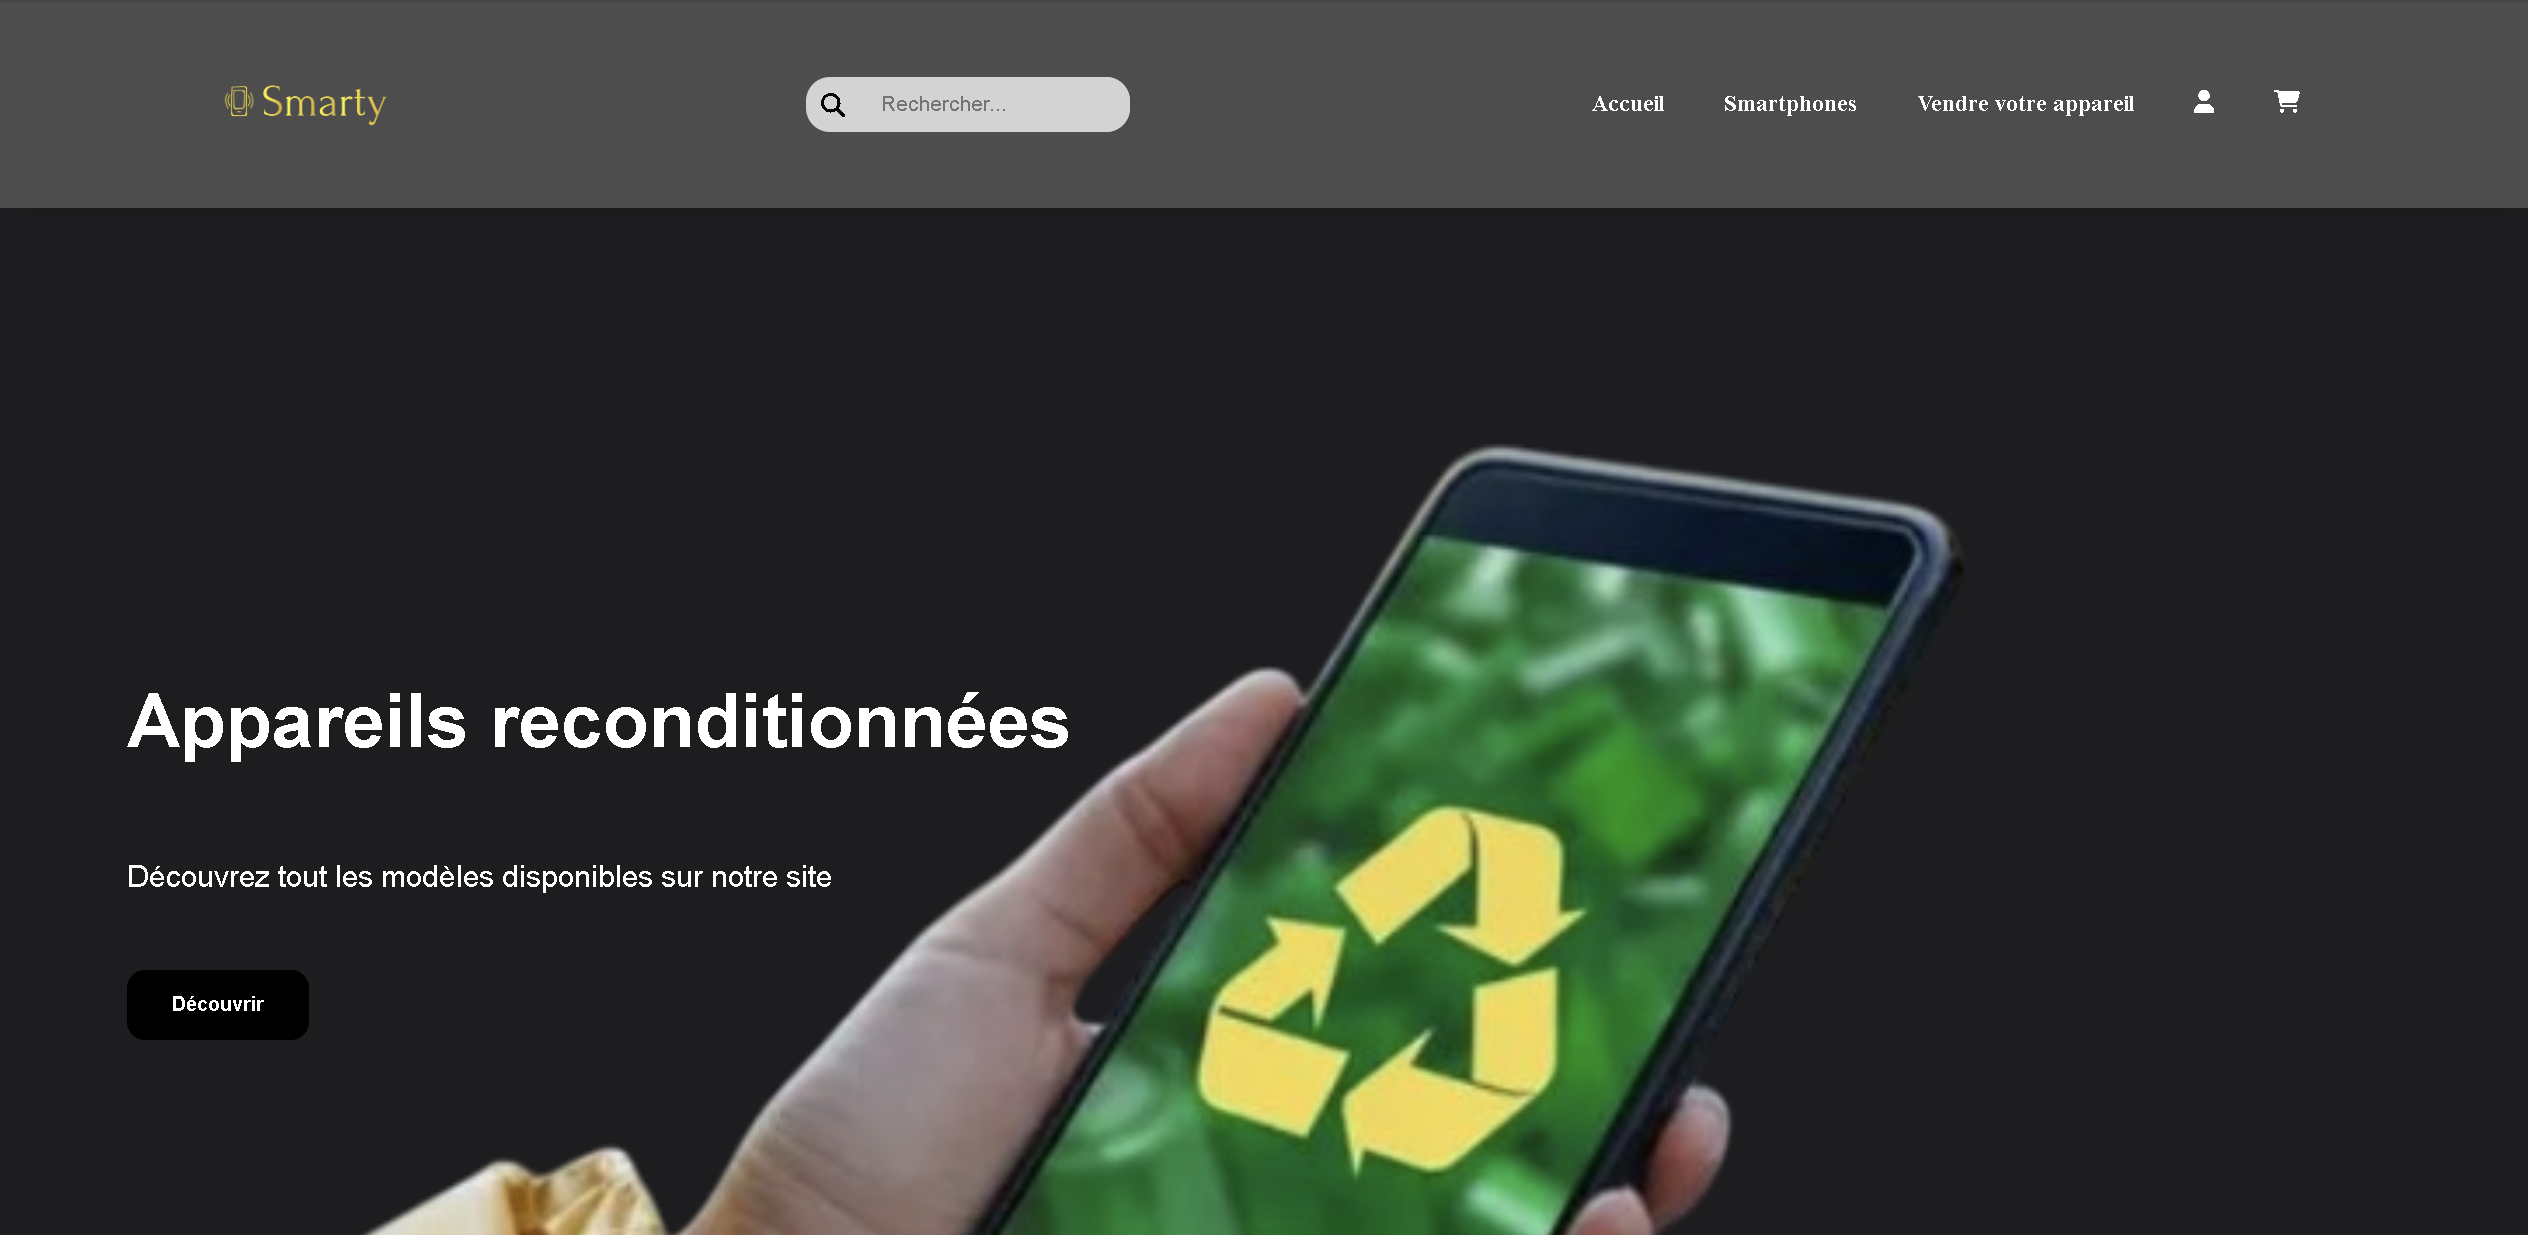 Smarty
Rechercher...
Accueil
Smartphones
Vendre votre appareil
Appareils reconditionnées
Découvrez tout les modèles disponibles sur notre site
Découvrir